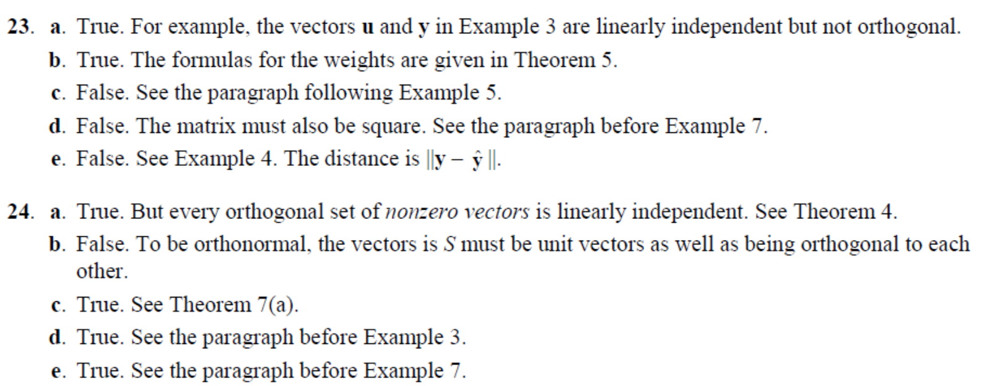 23. a. True. For example, the vectors u and y in Example 3 are linearly independent but not orthogonal.
b. True. The formulas for the weights are given in Theorem 5.
c. False. See the paragraph following Example 5.
d. False. The matrix must also be square. See the paragraph before Example 7.
e. False. See Example 4. The distance is ||y – ŷ ||.
24. a. True. But every orthogonal set of nonzero vectors is linearly independent. See Theorem 4.
b. False. To be orthonormal, the vectors is S must be unit vectors as well as being orthogonal to each
other.
c. True. See Theorem 7(a).
d. True. See the paragraph before Example 3.
e. True. See the paragraph before Example 7.